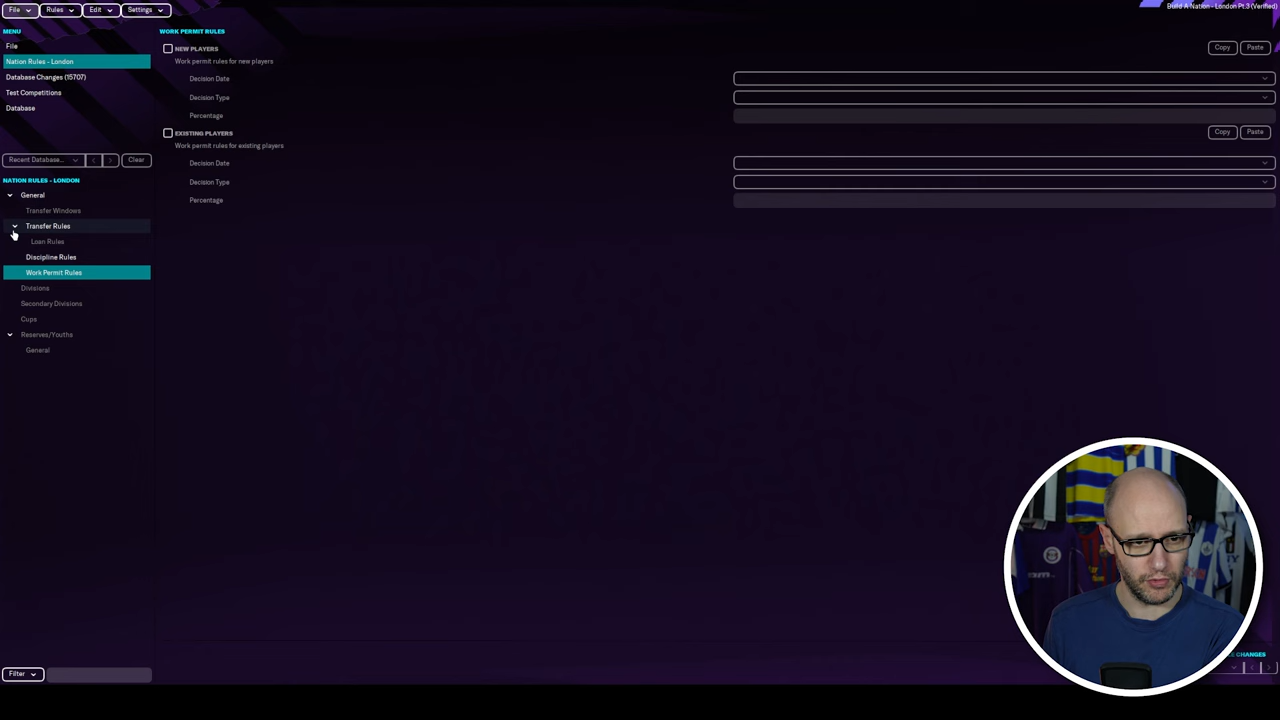 File
Rules
Edit
Settings
Build A Nation - London Pt.3 (Verified)
MENU
File
Nation Rules - London
Database Changes (15707)
Test Competitions
Database
Recent Database...
Clear
NATION RULES - LONDON
General
Transfer Windows
Transfer Rules
Loan Rules
Discipline Rules
Work Permit Rules
Divisions
Secondary Divisions
Cups
Reserves/Youths
General
Filter
WORK PERMIT RULES
NEW PLAYERS
Copy
Paste
Work permit rules for new players
Decision Date
Decision Type
Percentage
EXISTING PLAYERS
Copy
Paste
Work permit rules for existing players
Decision Date
Decision Type
Percentage
CHANGES